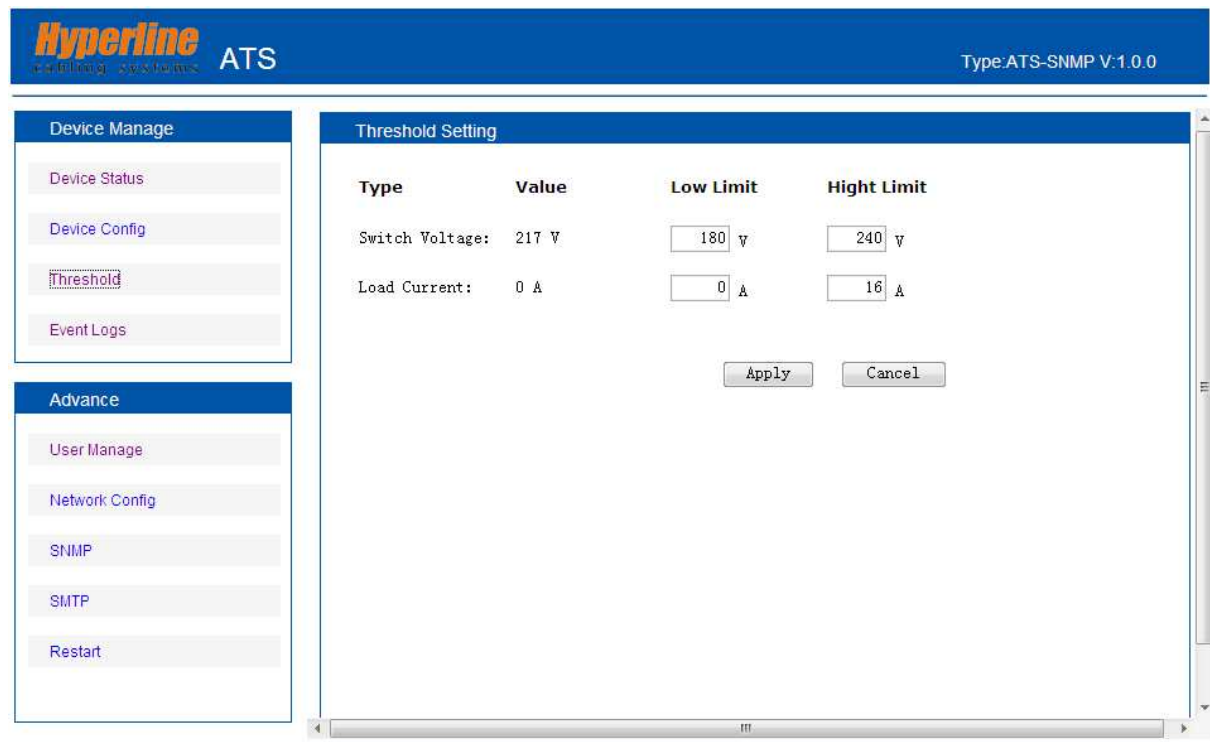 Hyperline
cabling systems
ATS
Type:ATS-SNMP V:1.0.0
Device Manage
Device Status
Device Config
Threshold
Event Logs
Advance
User Manage
Network Config
SNMP
SMTP
Restart
Threshold Setting
Type Value Low Limit Hight Limit
Switch Voltage: 217 V 180 V 240 V
Load Current: 0 A 0 A 16 A
Apply Cancel